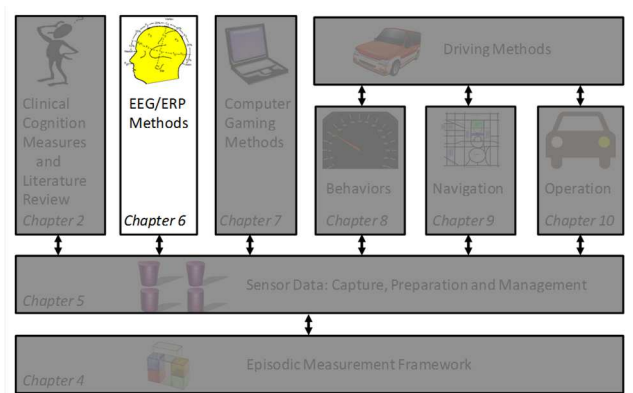 Clinical
Cognition
Measures
and
Literature
Review
Chapter 2
EEG/ERP
Methods
Chapter 6
Computer
Gaming
Methods
Chapter 7
Driving Methods
Behaviors
Chapter 8
Navigation
Chapter 9
Operation
Chapter 10
Sensor Data: Capture, Preparation and Management
Chapter 5
Episodic Measurement Framework
Chapter 4